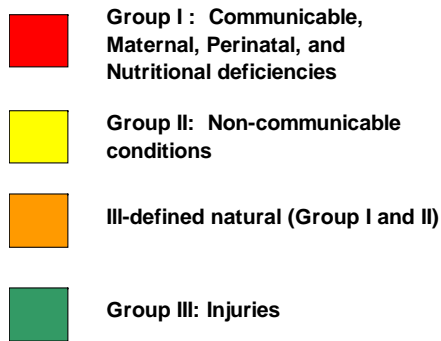 Group I :  Communicable,
Maternal, Perinatal, and
Nutritional deficiencies
Group II:  Non-communicable
conditions
Ill-defined natural (Group I and II)
Group III: Injuries